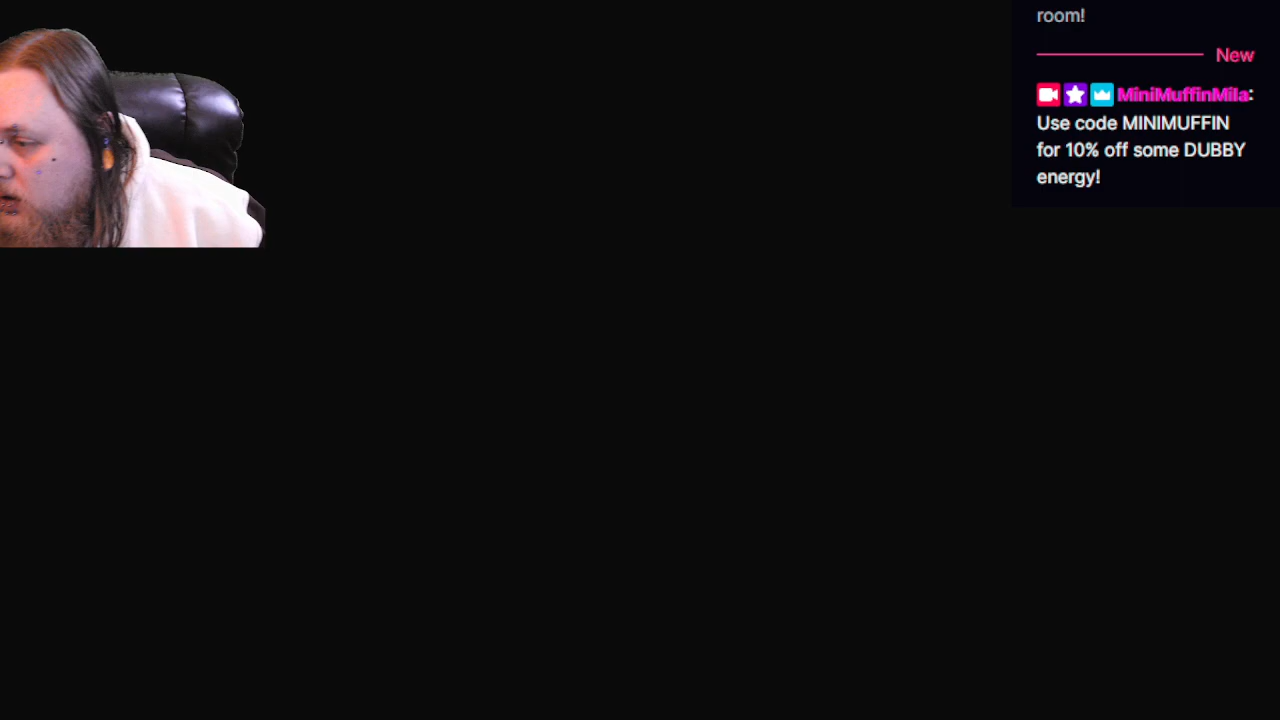 room!
New
MiniMuffinMila:
Use code MINIMUFFIN
for 10% off some DUBBY
energy!